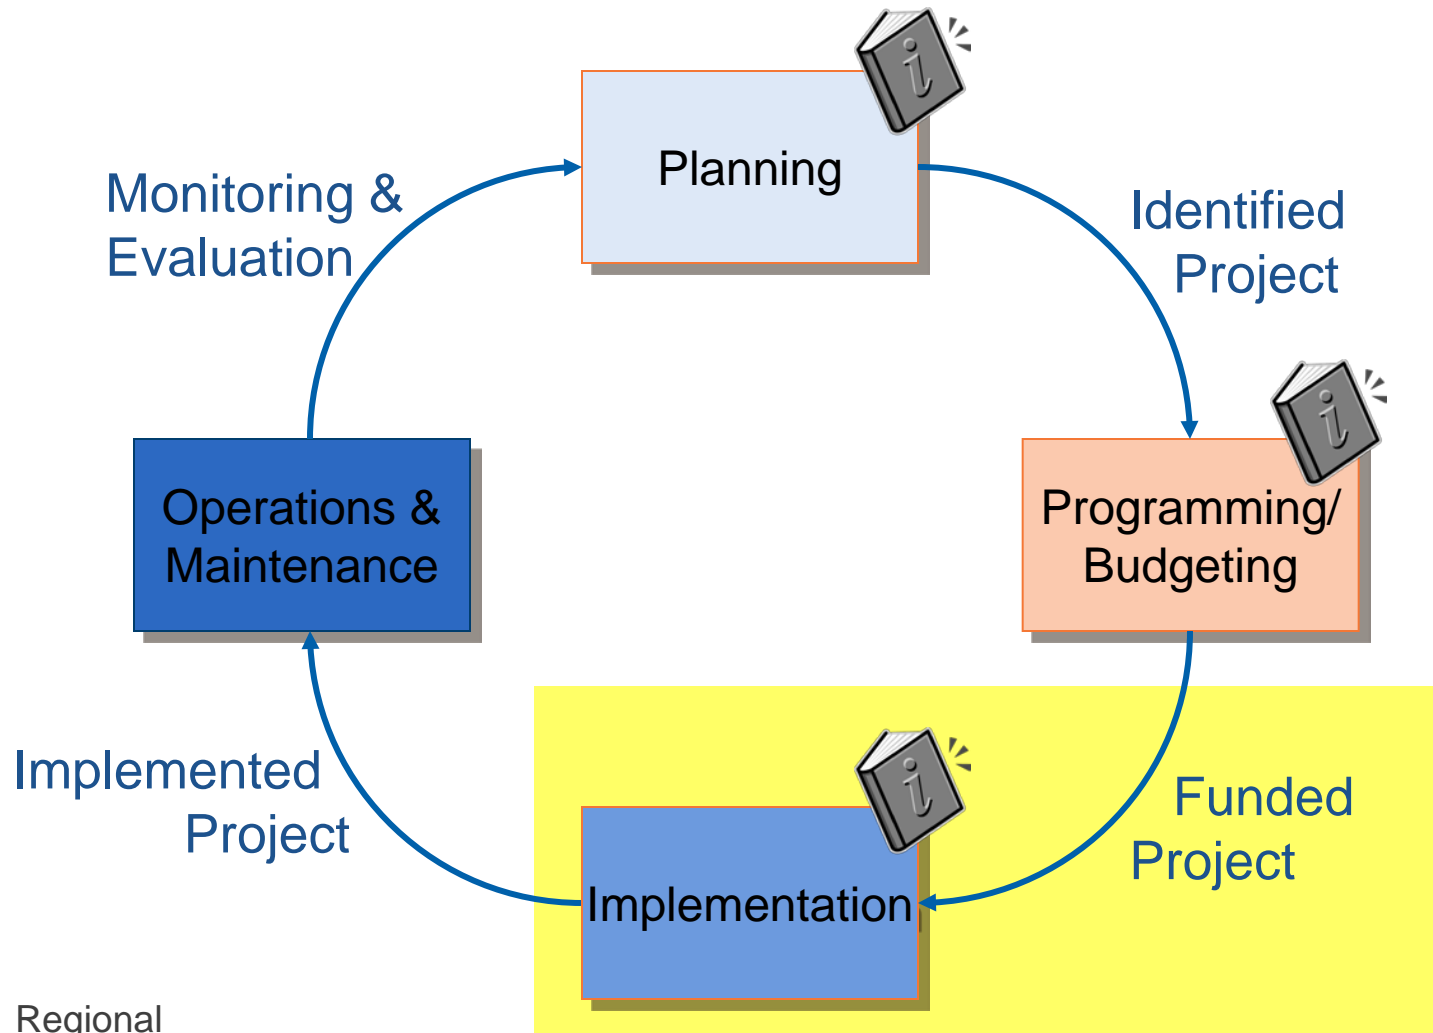 Planning
Monitoring &
Evaluation
Identified
Project
Operations &
Maintenance
Programming/
Budgeting
Implemented
Project
Funded
Project
Implementation
Regional
i
i
i